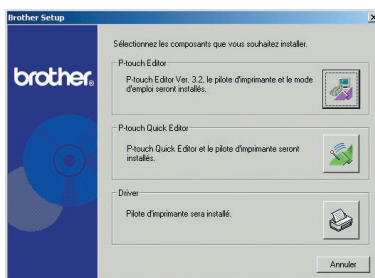 Brother Setup
Sélectionnez les composants que vous souhaitez installer.
brother®
P-touch Editor
P-touch Editor Ver. 3.2, le pilote d'imprimante et le mode
d'emploi seront installés.
P-touch Quick Editor
P-touch Quick Editor et le pilote d'imprimante seront
installés.
Driver
Pilote d'imprimante sera installé.
Annuler